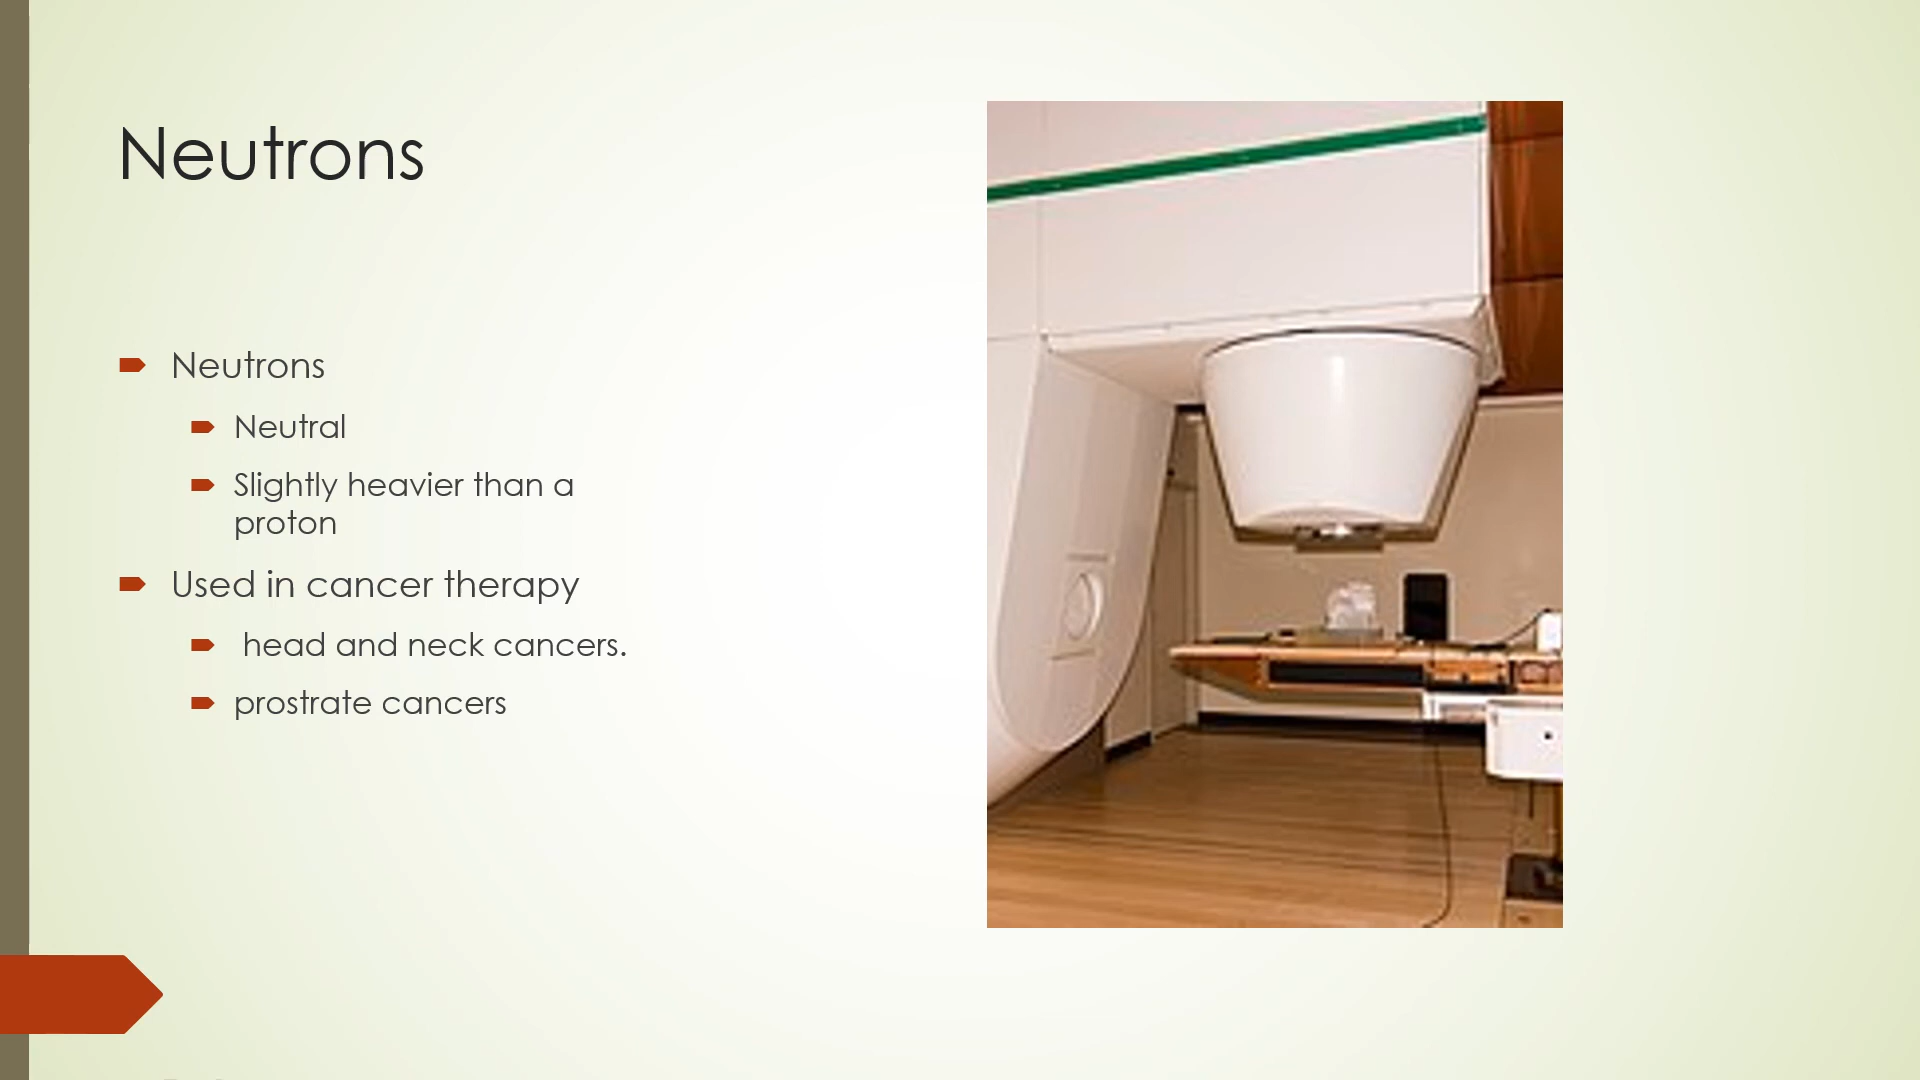 Neutrons
Neutrons
Neutral
Slightly heavier than a
proton
Used in cancer therapy
head and neck cancers.
prostrate cancers